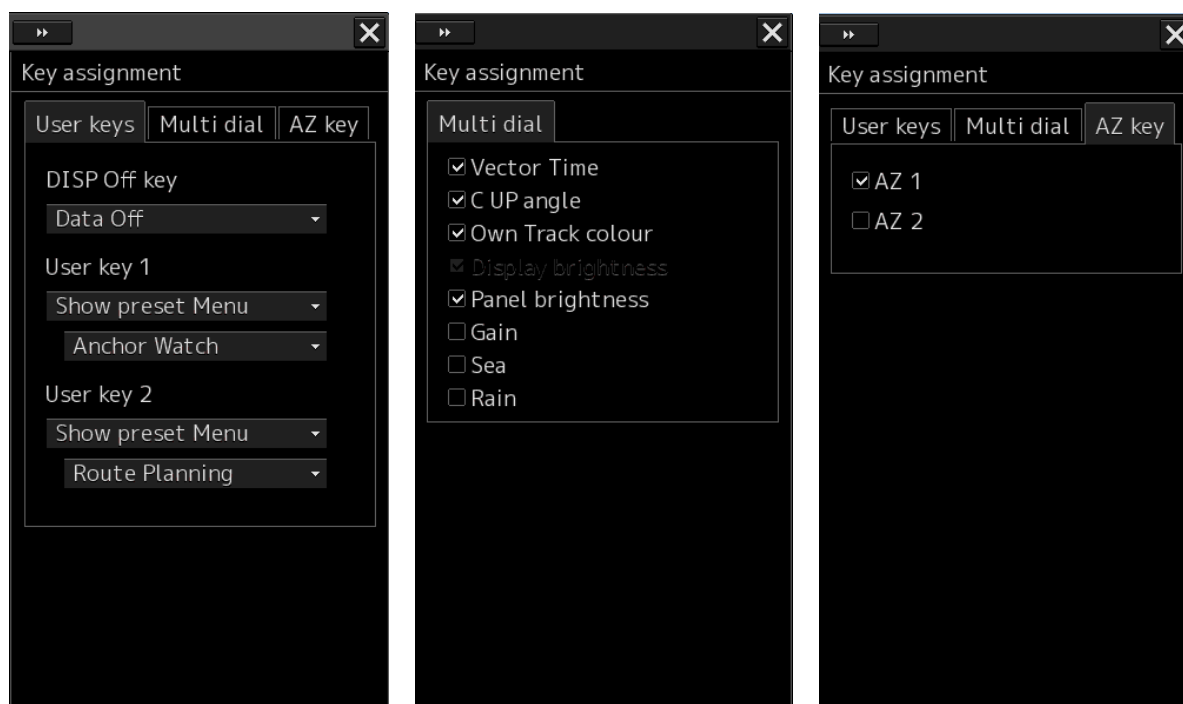 Key assignment
User keys Multi dial AZ key
DISP Off key
Data Off
User key 1
Show preset Menu
Anchor Watch
User key 2
Show preset Menu
Route Planning
Key assignment
Multi dial
Vector Time
C UP angle
Own Track colour
Display brightness
Panel brightness
Gain
Sea
Rain
Key assignment
User keys Multi dial AZ key
AZ 1
AZ 2